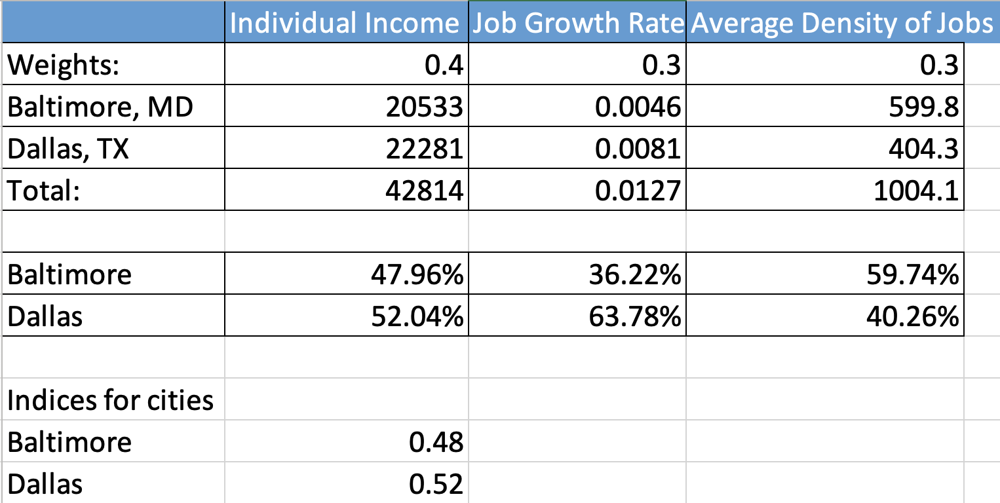 Individual Income Job Growth Rate Average Density of Jobs
Weights: 0.4 0.3 0.3
Baltimore, MD 20533 0.0046 599.8
Dallas, TX 22281 0.0081 404.3
Total: 42814 0.0127 1004.1
Baltimore 47.96% 36.22% 59.74%
Dallas 52.04% 63.78% 40.26%
Indices for cities
Baltimore 0.48
Dallas 0.52